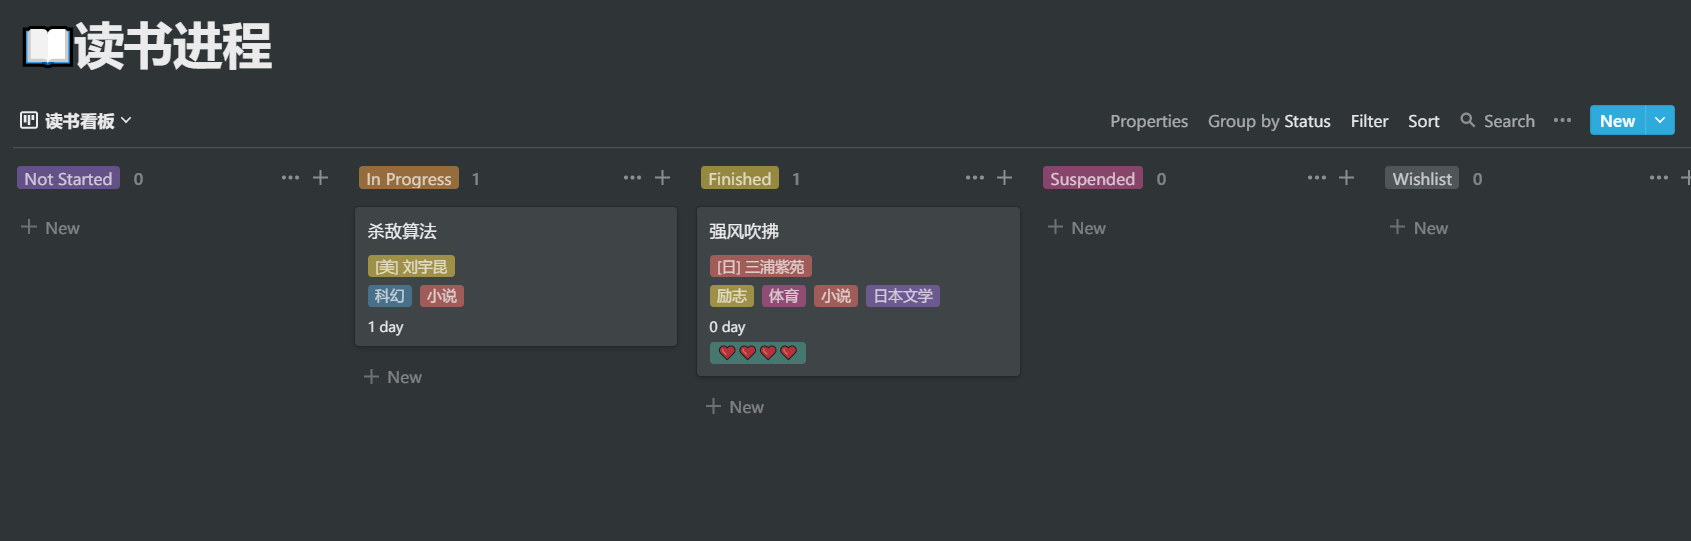 读书进程
读书看板 Properties Group by Status Filter Sort Search New
Not Started 0 In Progress 1 Finished 1 Suspended 0 Wishlist 0
New
杀敌算法
[美] 刘宇昆
科幻 小说
1 day
New
强风吹拂
[日] 三浦紫苑
励志 体育 小说 日本文学
0 day
New
New
New